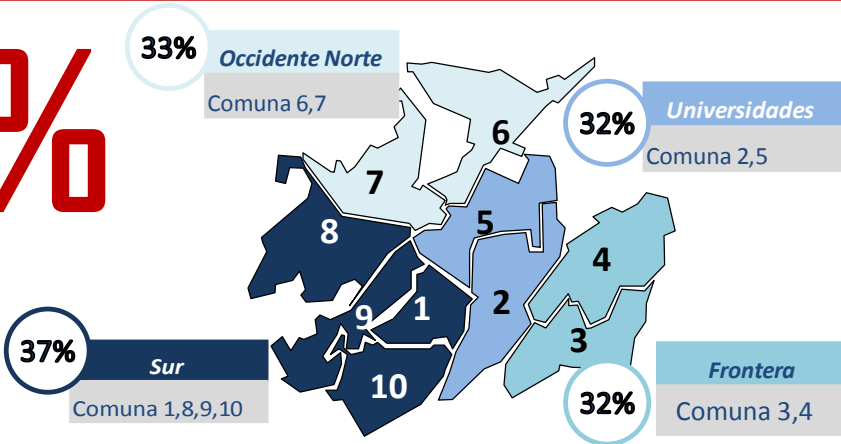 %
33%
Occidente Norte
Comuna 6,7
32%
Universidades
Comuna 2,5
6
7
5
8
4
2
1
9
3
10
37%
Sur
Comuna 1,8,9,10
32%
Frontera
Comuna 3,4